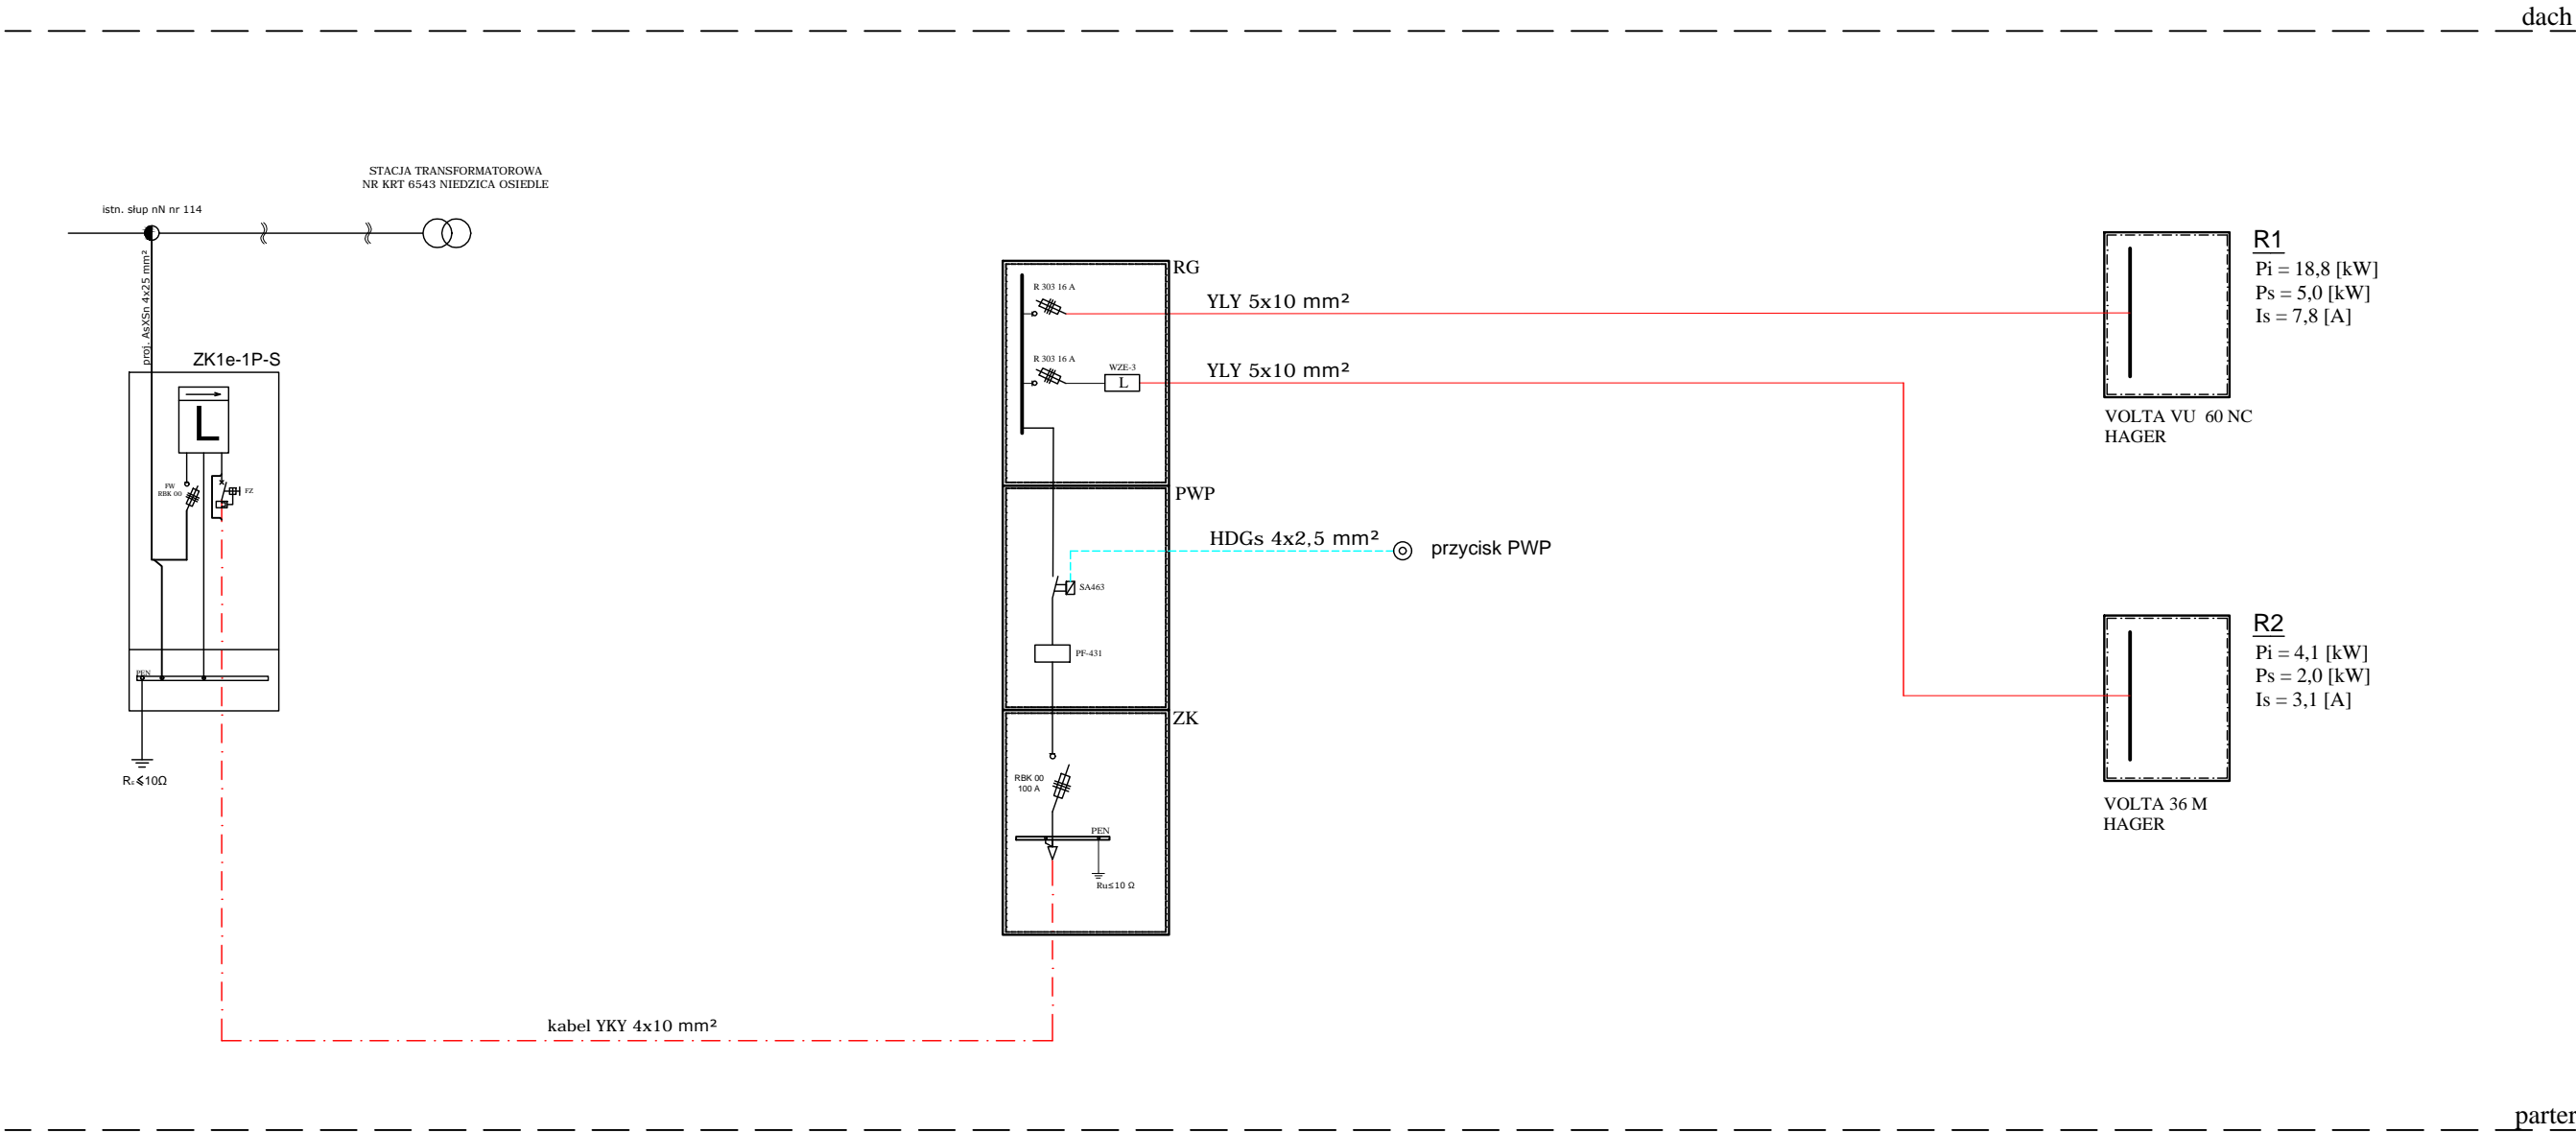 dach
STACJA TRANSFORMATOROWA
NR KRT 6543 NIEDZICA OSIEDLE
istn. słup nN nr 114
proj. AsXSn 4x25 mm²
ZK1e-1P-S
L
FW
RBK 00
FZ
PEN
≤10Ω
RG
R 303 16 A
YLY 5x10 mm²
R 303 16 A
WZE-3
L
YLY 5x10 mm²
PWP
HDGs 4x2,5 mm²
przycisk PWP
SA463
PF-431
ZK
RBK 00
100 A
PEN
Ru≤10 Ω
kabel YKY 4x10 mm²
R1
Pi = 18,8 [kW]
Ps = 5,0 [kW]
Is = 7,8 [A]
VOLTA VU 60 NC
HAGER
R2
Pi = 4,1 [kW]
Ps = 2,0 [kW]
Is = 3,1 [A]
VOLTA 36 M
HAGER
parter